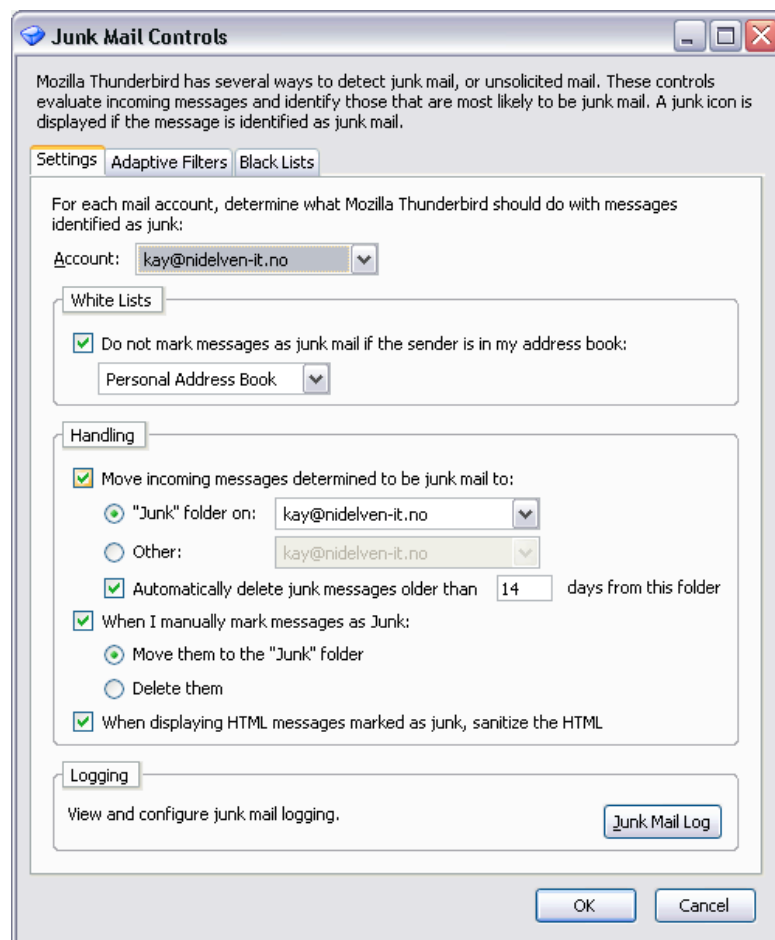 Junk Mail Controls
Mozilla Thunderbird has several ways to detect junk mail, or unsolicited mail. These controls
evaluate incoming messages and identify those that are most likely to be junk mail. A junk icon is
displayed if the message is identified as junk mail.
Settings Adaptive Filters Black Lists
For each mail account, determine what Mozilla Thunderbird should do with messages
identified as junk:
Account: kay@nidelven-it.no
White Lists
Do not mark messages as junk mail if the sender is in my address book:
Personal Address Book
Handling
Move incoming messages determined to be junk mail to:
"Junk" folder on: kay@nidelven-it.no
Other: kay@nidelven-it.no
Automatically delete junk messages older than 14 days from this folder
When I manually mark messages as Junk:
Move them to the "Junk" folder
Delete them
When displaying HTML messages marked as junk, sanitize the HTML
Logging
View and configure junk mail logging.
Junk Mail Log
OK Cancel